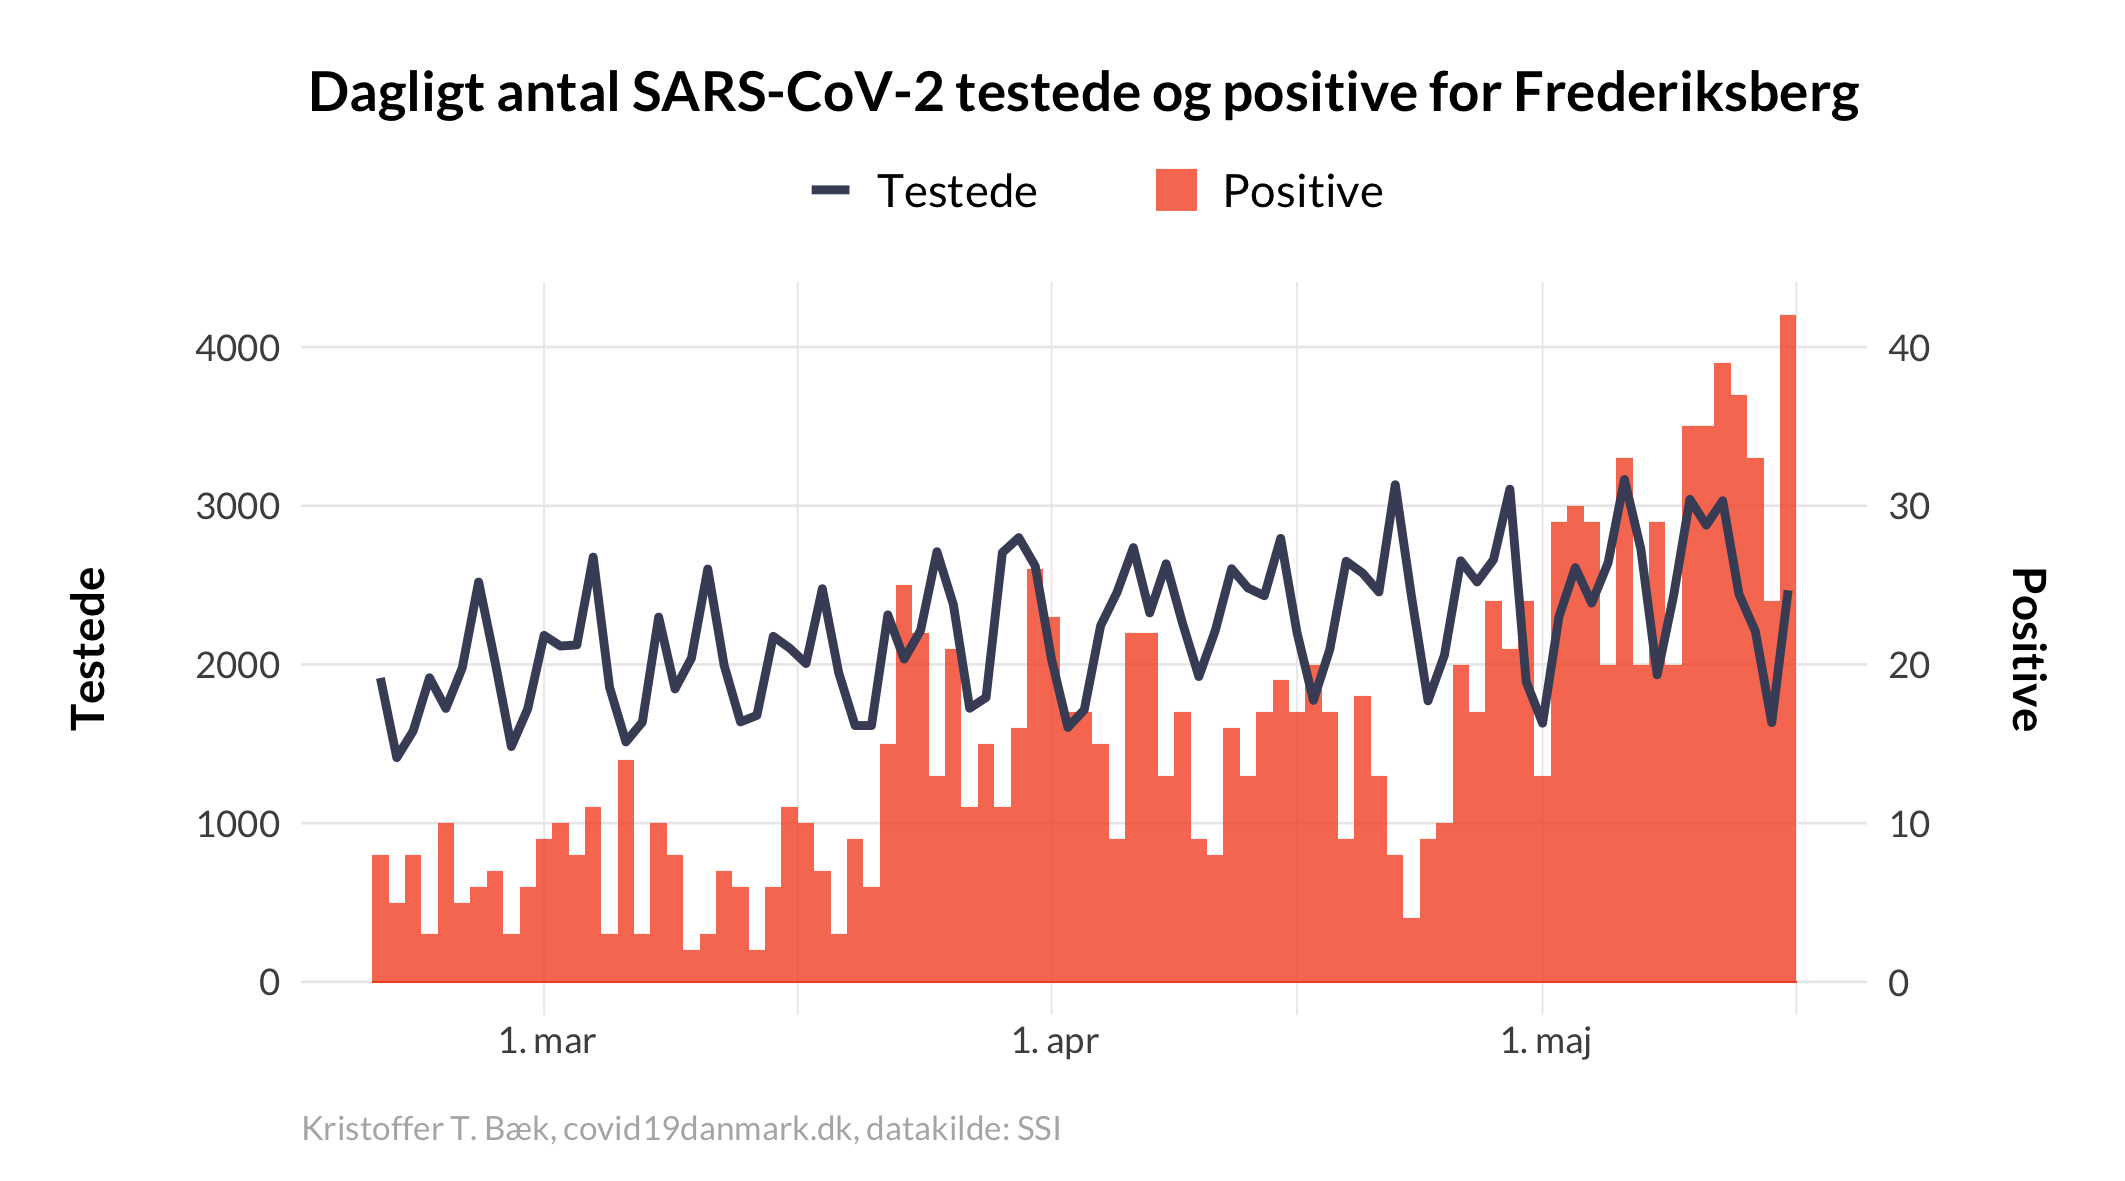 Dagligt antal SARS-CoV-2 testede og positive for Frederiksberg
Testede
Positive
4000
3000
2000
1000
0
40
30
20
10
0
Testede
Positive
1. mar
1. apr
1. maj
Kristoffer T. Bæk, covid19danmark.dk, datakilde: SSI